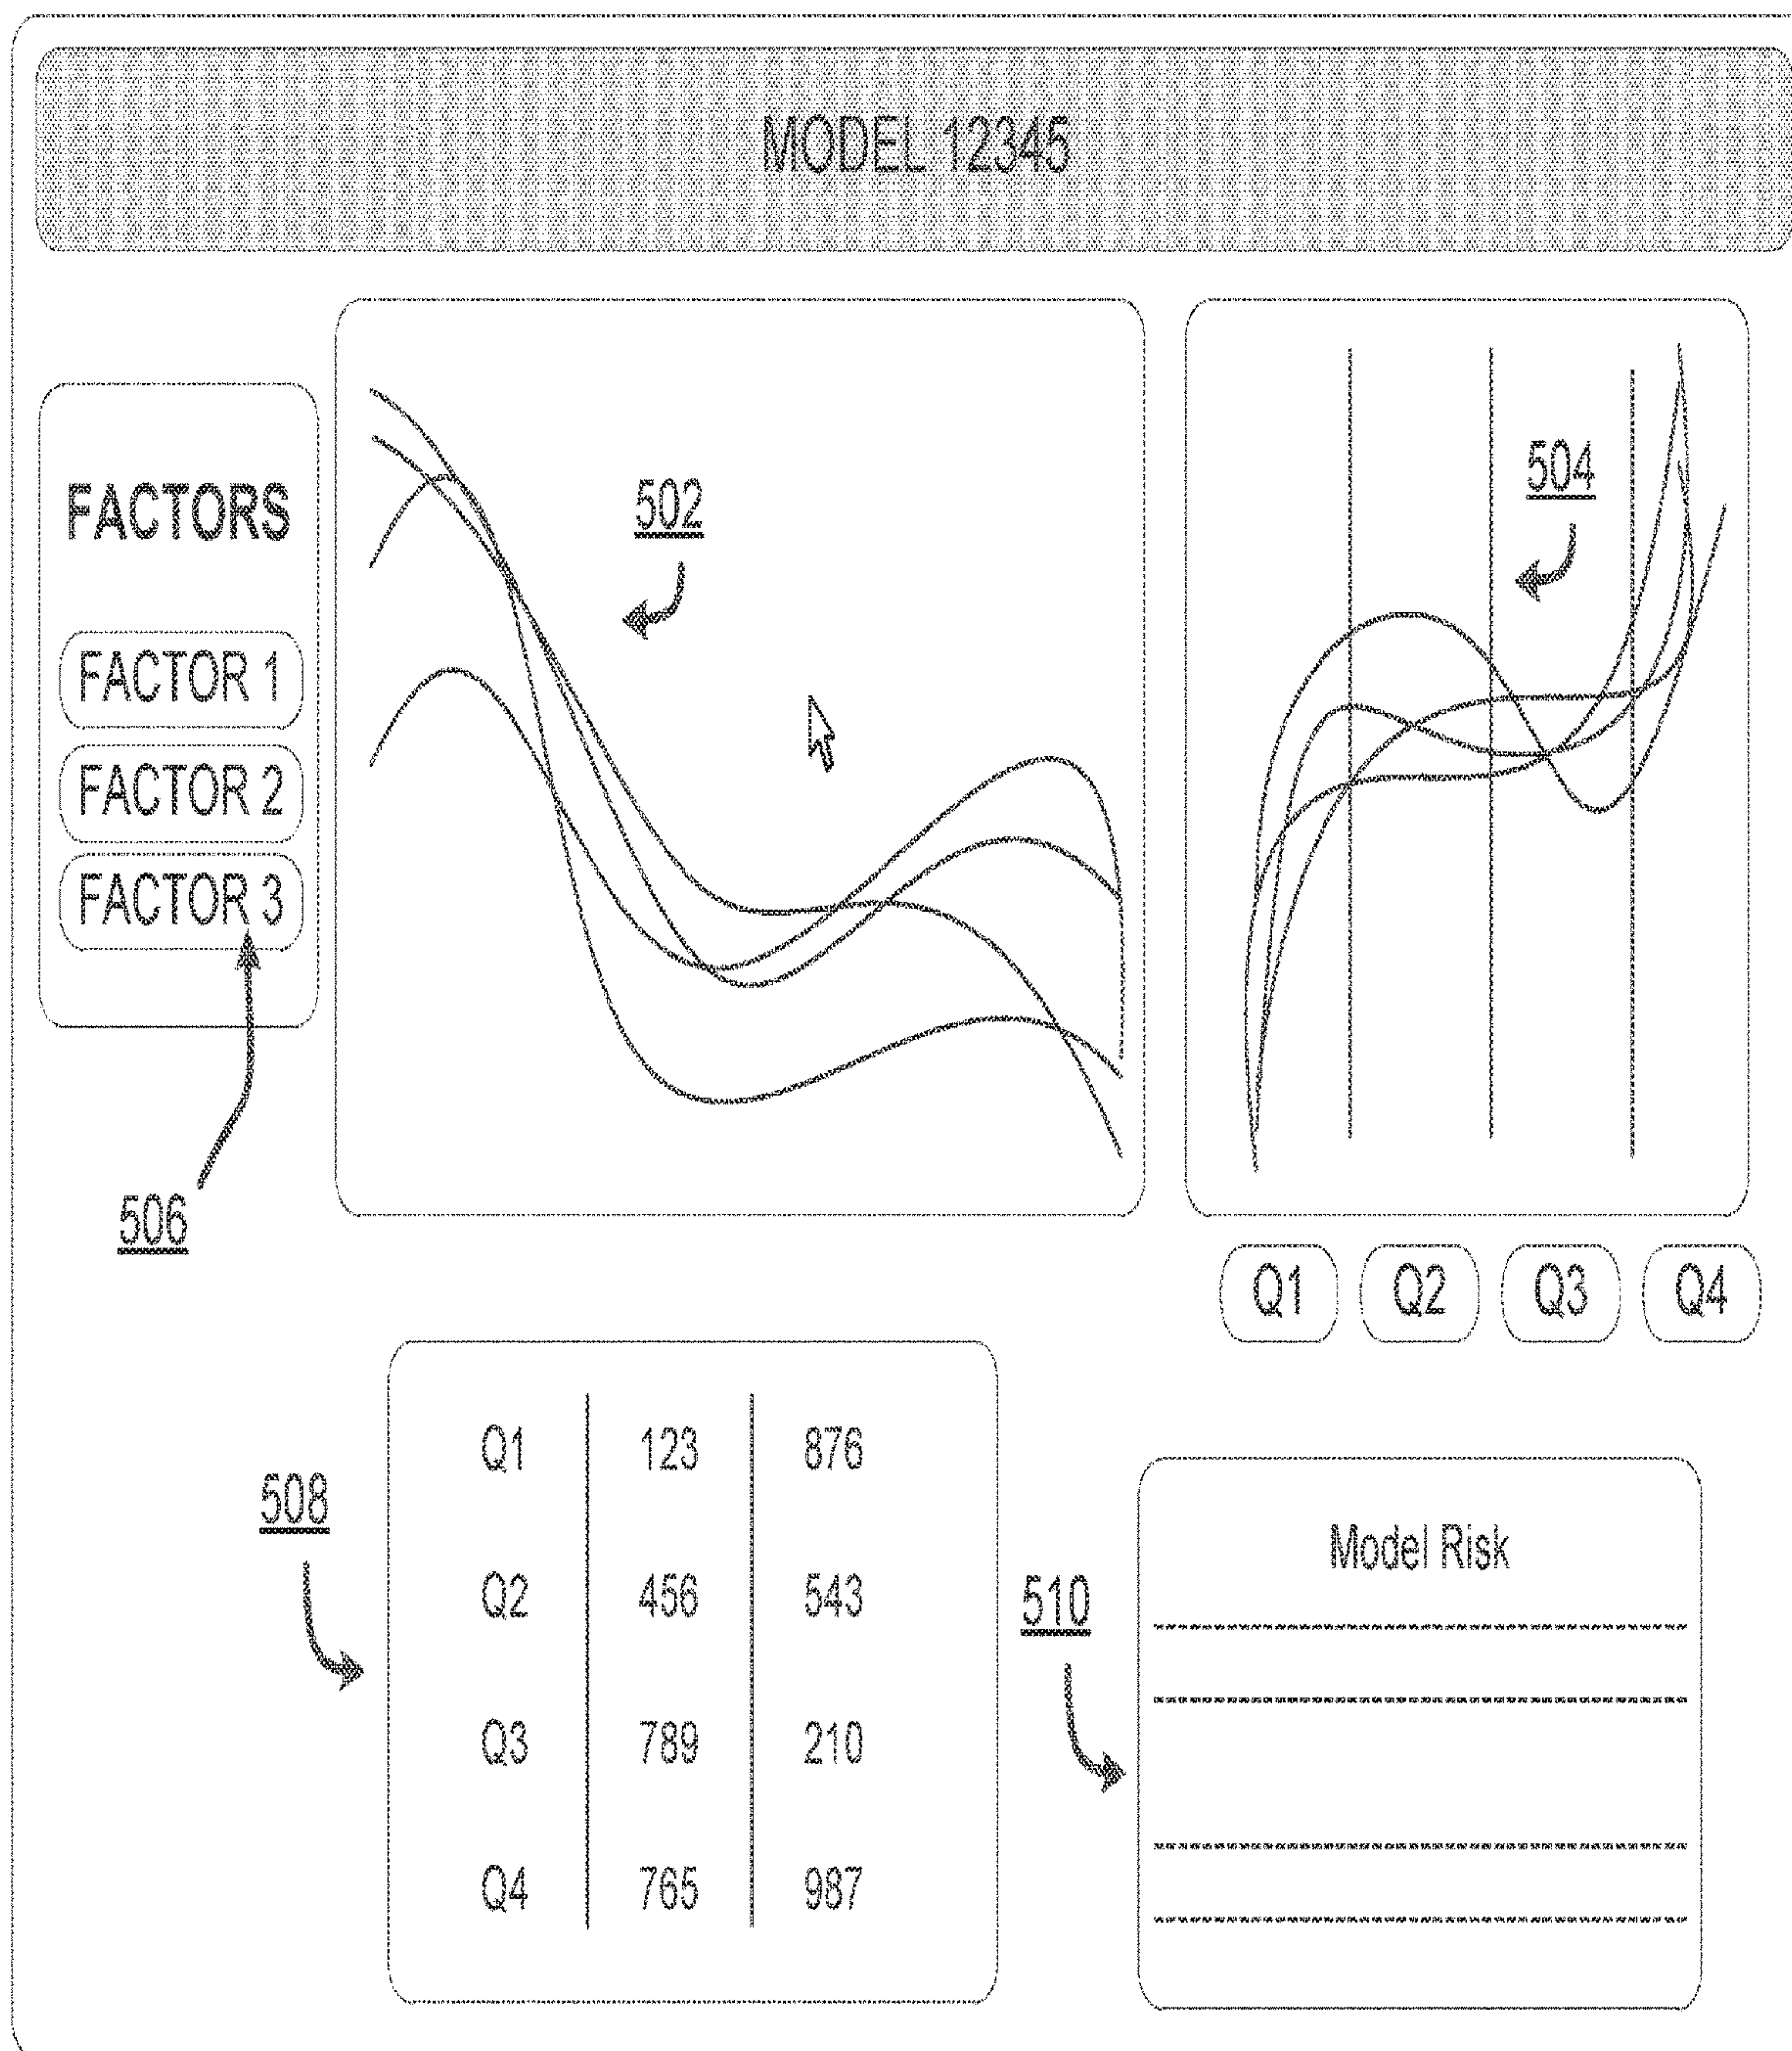 MODEL 12345
FACTORS
FACTOR 1
FACTOR 2
FACTOR 3
506
502
504
Q1 Q2 Q3 Q4
508
Q1 123 876
Q2 456 543
Q3 789 210
Q4 765 987
510
Model Risk